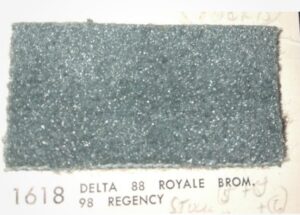 1618 DELTA 88 ROYALE BROM.
98 REGENCY